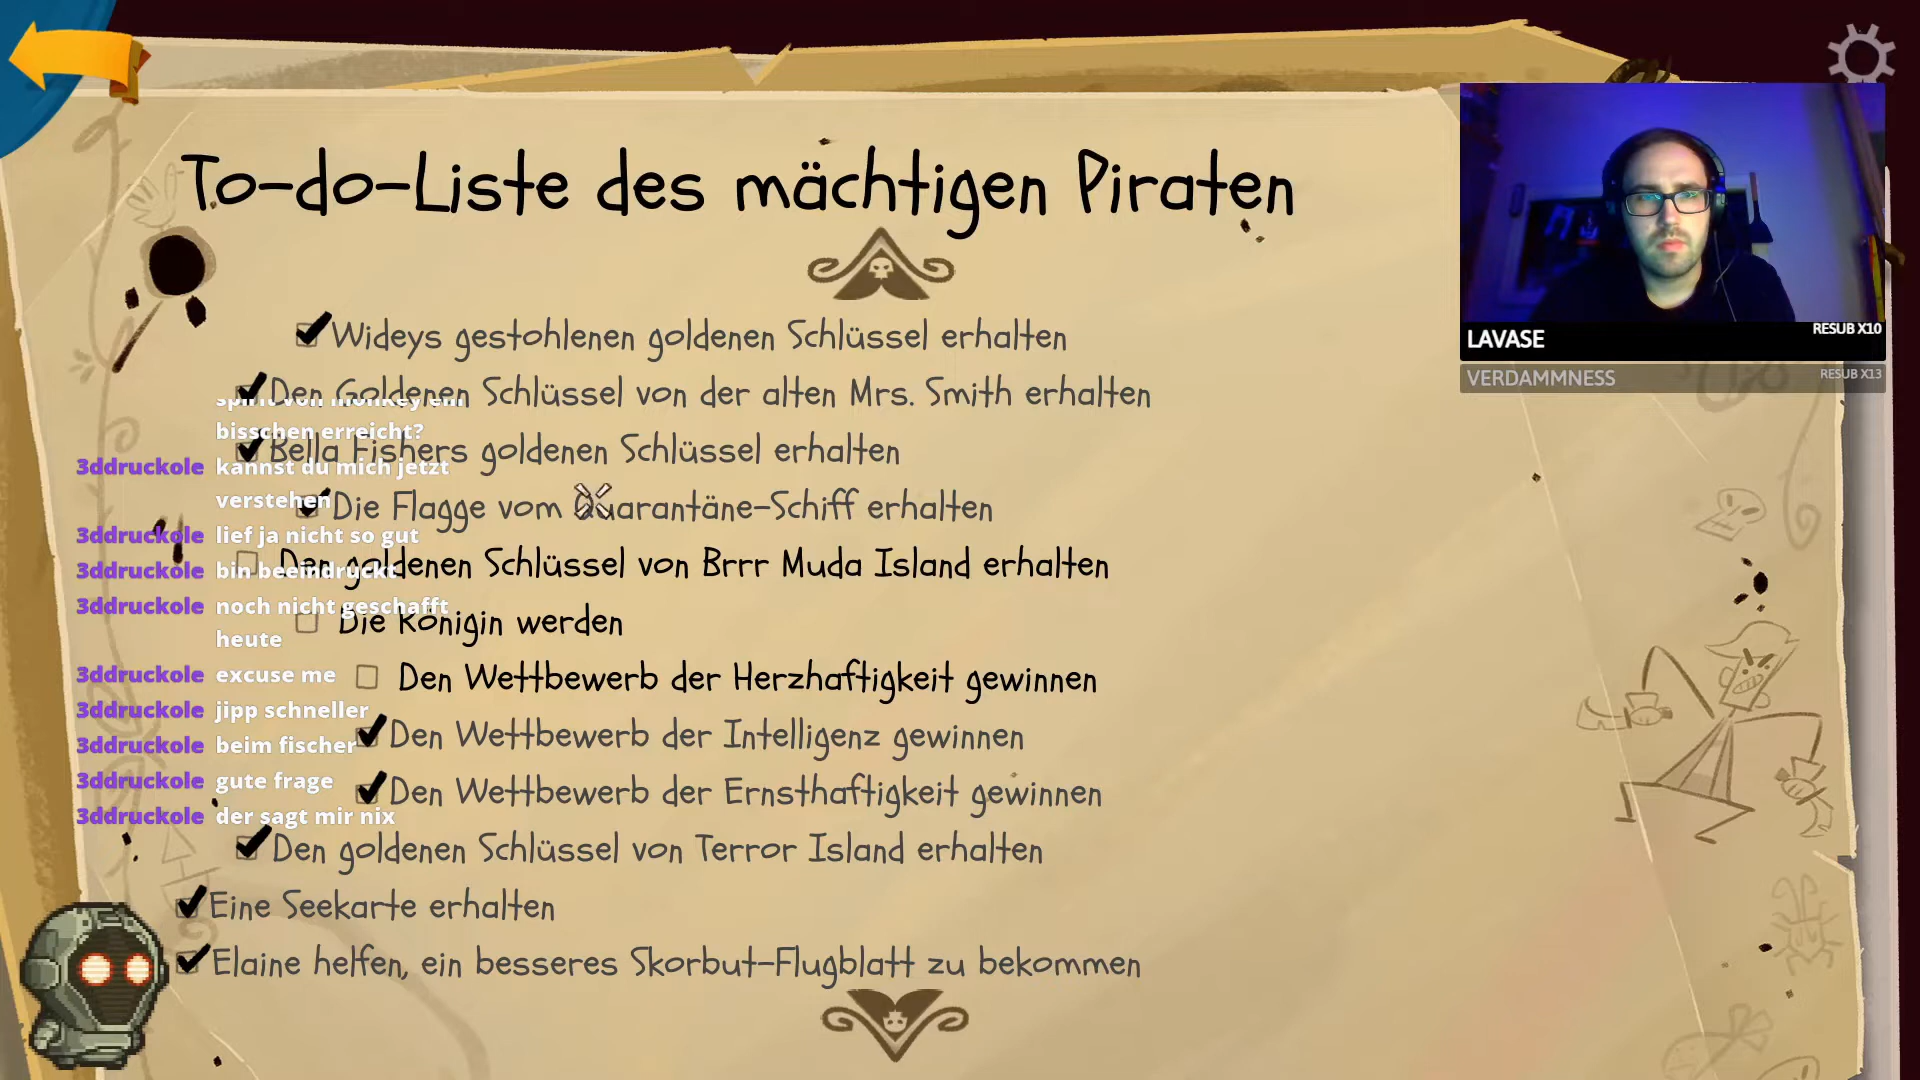 To-do-Liste des mächtigen Piraten
LAVASE
RESUB X10
VERDAMMNESS
RESUB X13
Wideys gestohlenen goldenen Schlüssel erhalten
Den Goldenen Schlüssel von der alten Mrs. Smith erhalten
Bella Fishers goldenen Schlüssel erhalten
Die Flagge vom Quarantäne-Schiff erhalten
Den goldenen Schlüssel von Brrr Muda Island erhalten
Die Königin werden
Den Wettbewerb der Herzhaftigkeit gewinnen
Den Wettbewerb der Intelligenz gewinnen
Den Wettbewerb der Ernsthaftigkeit gewinnen
Den goldenen Schlüssel von Terror Island erhalten
Eine Seekarte erhalten
Elaine helfen, ein besseres Skorbut-Flugblatt zu bekommen
spirit von monkey ein
bisschen erreicht?
3ddruckole kannst du mich jetzt
verstehen
3ddruckole lief ja nicht so gut
3ddruckole bin beeindruckt
3ddruckole noch nicht geschafft
heute
3ddruckole excuse me
3ddruckole jipp schneller
3ddruckole beim fischer
3ddruckole gute frage
3ddruckole der sagt mir nix